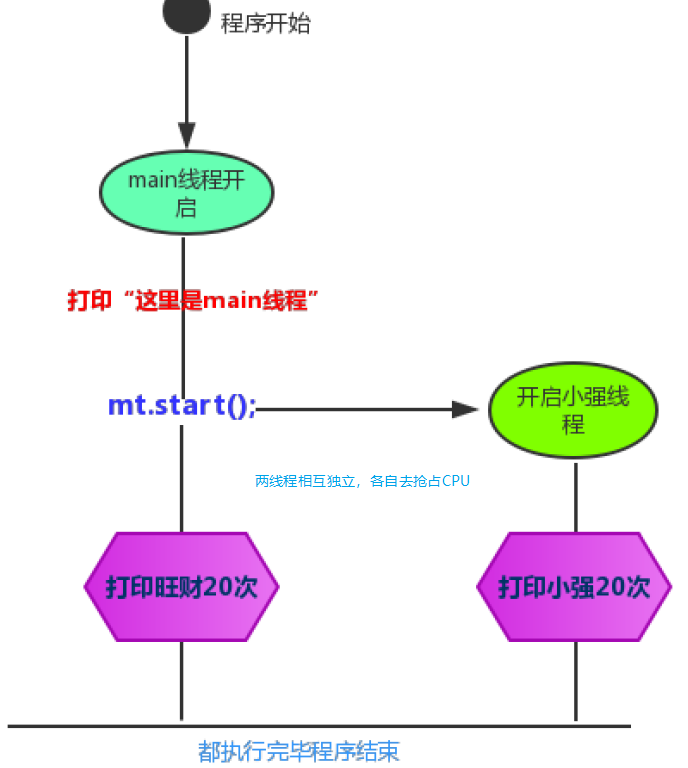 程序开始
main线程开
启
打印“这里是main线程”
mt.start();
开启小强线
程
两线程相互独立，各自去抢占CPU
打印旺财20次
打印小强20次
都执行完毕程序结束